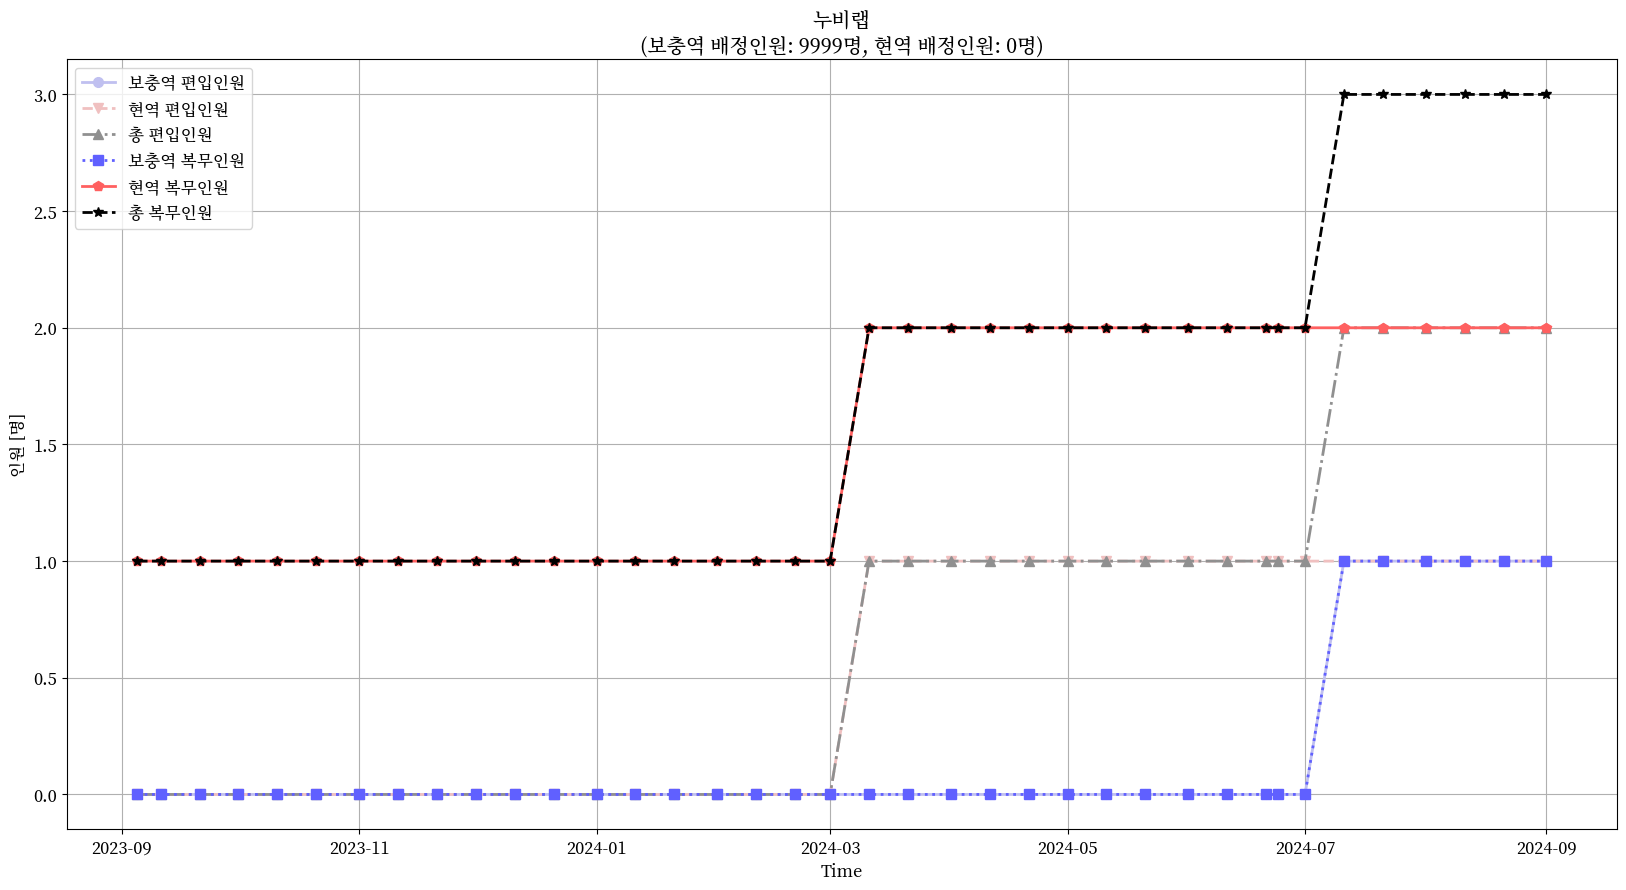 누비랩
(보충역 배정인원: 9999명, 현역 배정인원: 0명)
보충역 편입인원
현역 편입인원
총 편입인원
보충역 복무인원
현역 복무인원
총 복무인원
3.0
2.5
2.0
1.5
1.0
0.5
0.0
인원 [명]
2023-09
2023-11
2024-01
2024-03
2024-05
2024-07
2024-09
Time